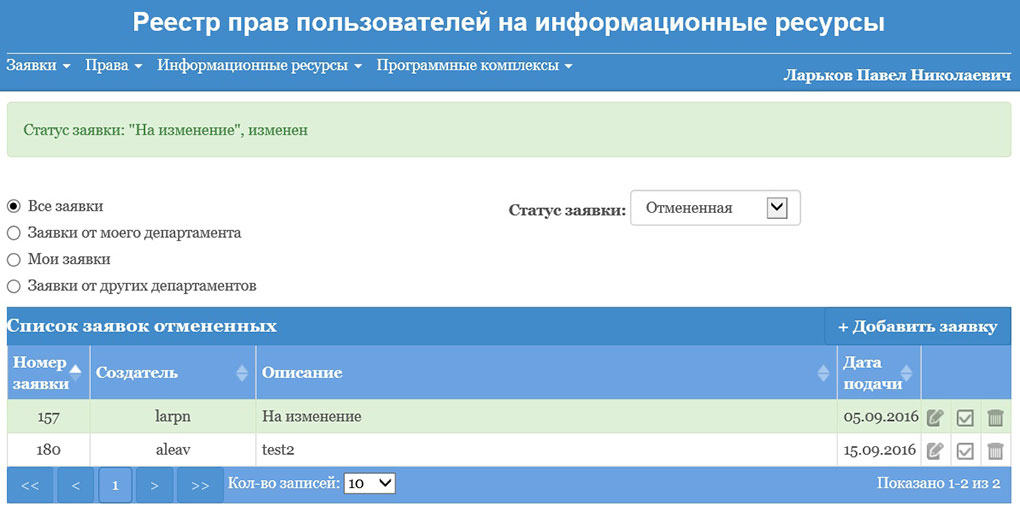 Реестр прав пользователей на информационные ресурсы
Заявки Права Информационные ресурсы Программные комплексы
Ларьков Павел Николаевич
Статус заявки: "На изменение", изменен
Все заявки
Статус заявки: Отмененная
Заявки от моего департамента
Мои заявки
Заявки от других департаментов
Список заявок отмененных + Добавить заявку
Номер заявки Создатель Описание Дата подачи
157 larpn На изменение 05.09.2016
180 aleav test2 15.09.2016
<< < 1 > >> Кол-во записей: 10 Показано 1-2 из 2